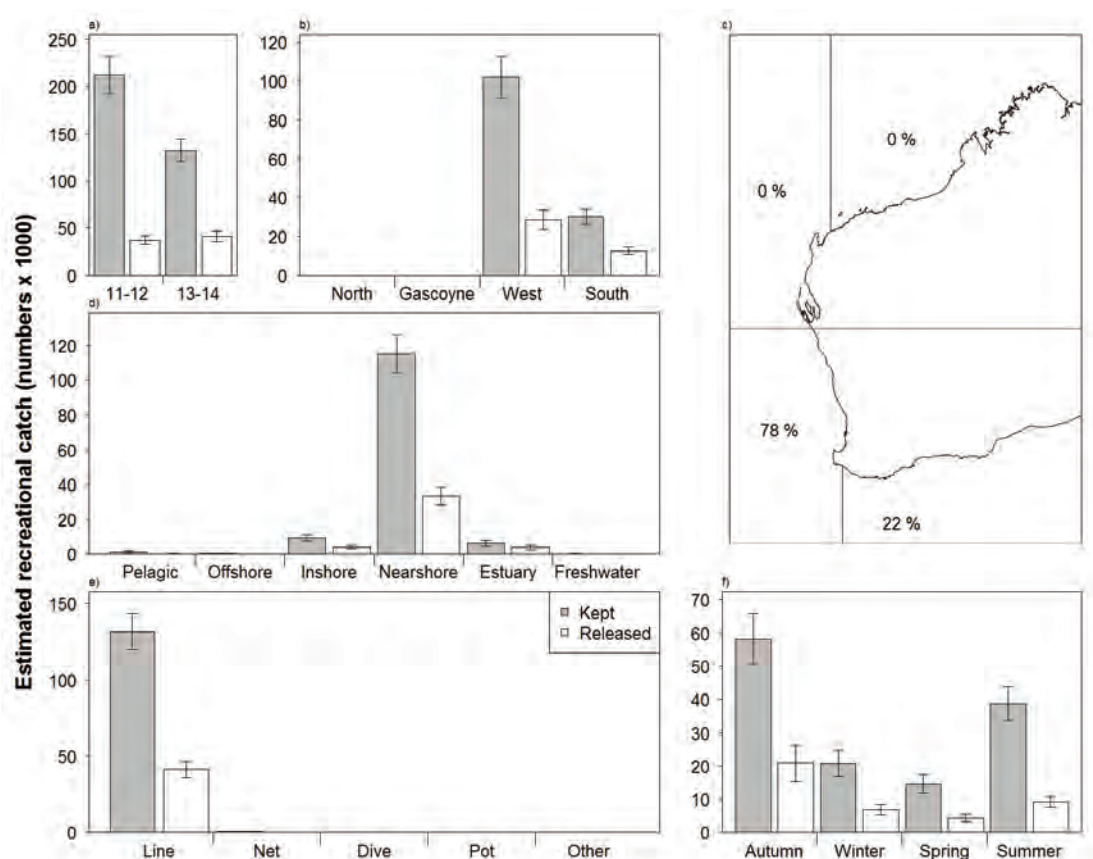 Estimated recreational catch (numbers x 1000)
a)
250
200
150
100
50
0
11-12
13-14
b)
120
100
80
60
40
20
0
North
Gascoyne
West
South
c)
0 %
0 %
78 %
22 %
d)
120
100
80
60
40
20
0
Pelagic
Offshore
Inshore
Nearshore
Estuary
Freshwater
e)
150
100
50
0
Kept
Released
Line
Net
Dive
Pot
Other
f)
70
60
50
40
30
20
10
0
Autumn
Winter
Spring
Summer